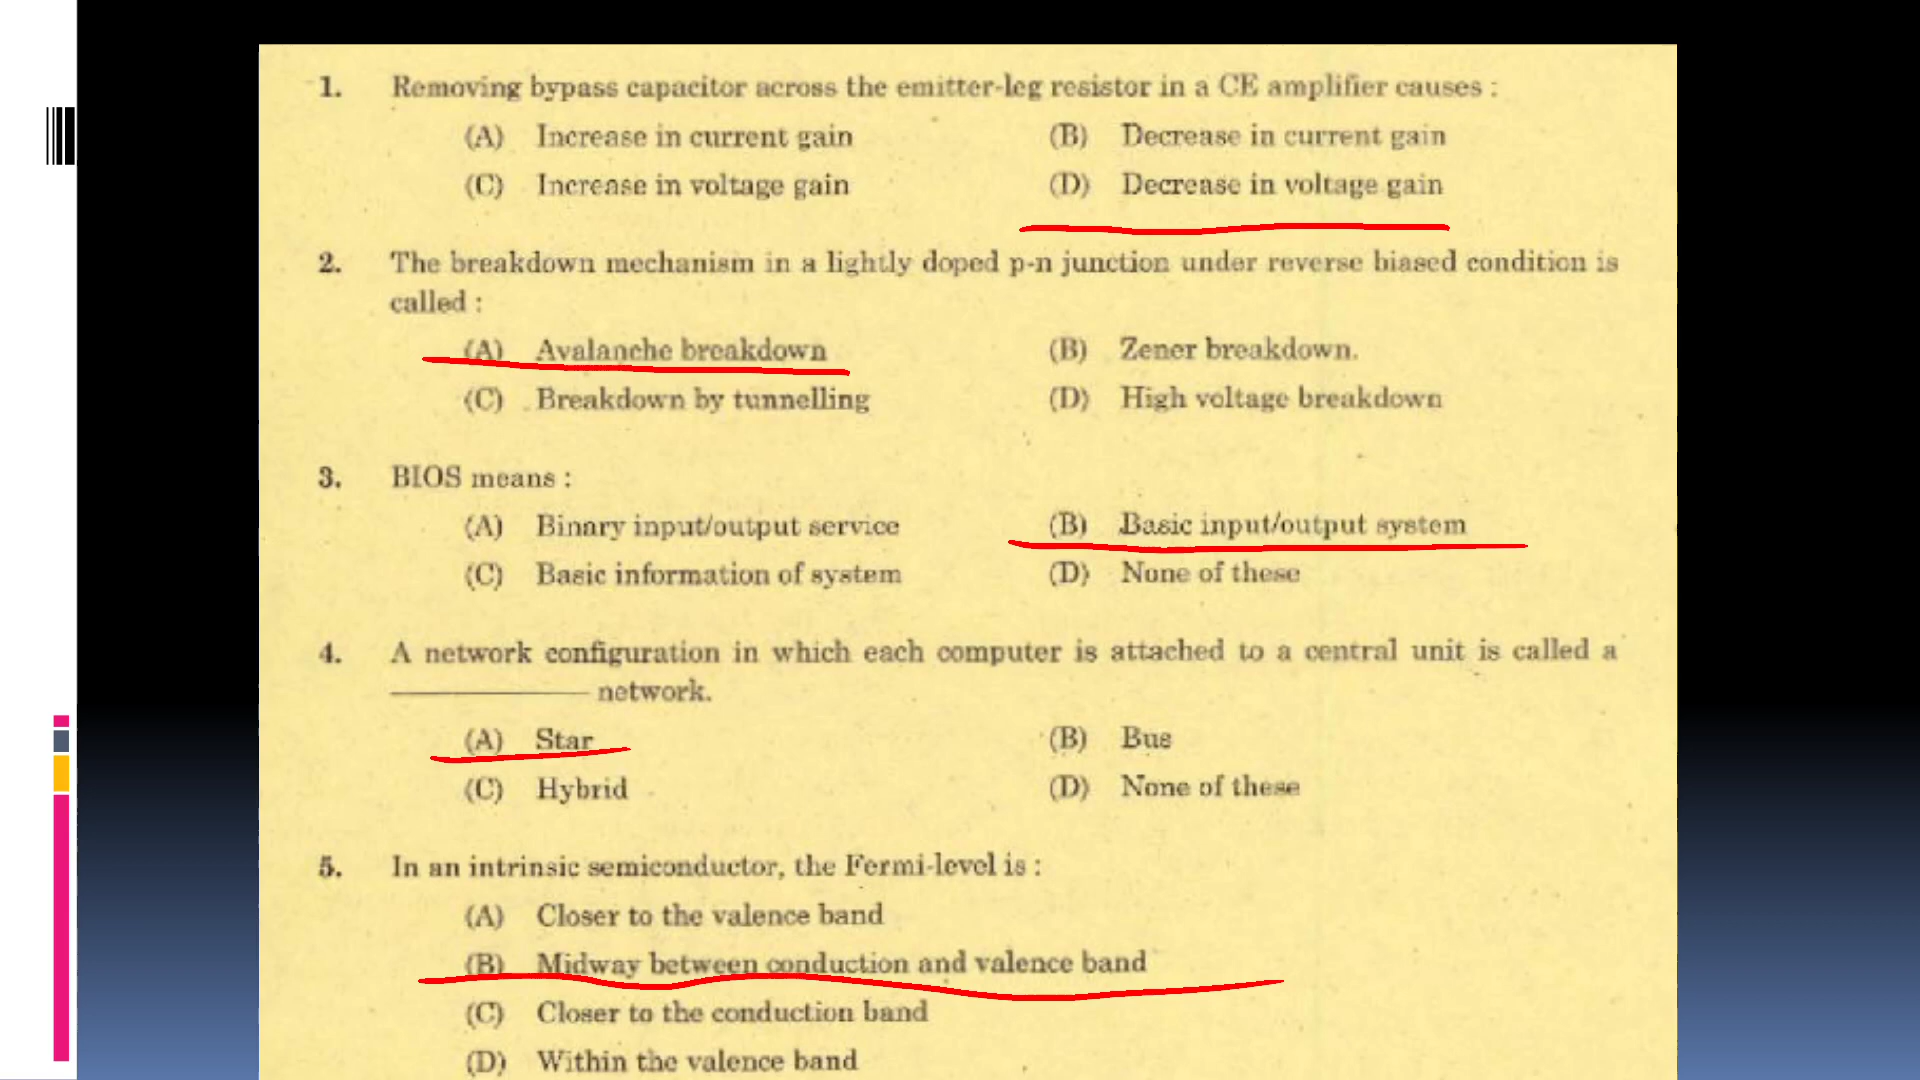 1. Removing bypass capacitor across the emitter-leg resistor in a CE amplifier causes :
(A) Increase in current gain (B) Decrease in current gain
(C) Increase in voltage gain (D) Decrease in voltage gain
2. The breakdown mechanism in a lightly doped p-n junction under reverse biased condition is
called :
(A) Avalanche breakdown (B) Zener breakdown.
(C) Breakdown by tunnelling (D) High voltage breakdown
3. BIOS means :
(A) Binary input/output service (B) Basic input/output system
(C) Basic information of system (D) None of these
4. A network configuration in which each computer is attached to a central unit is called a
_________ network.
(A) Star (B) Bus
(C) Hybrid (D) None of these
5. In an intrinsic semiconductor, the Fermi-level is :
(A) Closer to the valence band
(B) Midway between conduction and valence band
(C) Closer to the conduction band
(D) Within the valence band